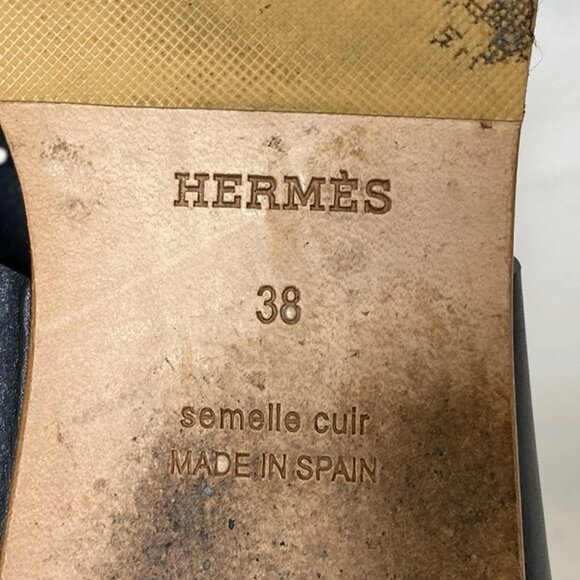 HERMÈS
38
semelle cuir
MADE IN SPAIN